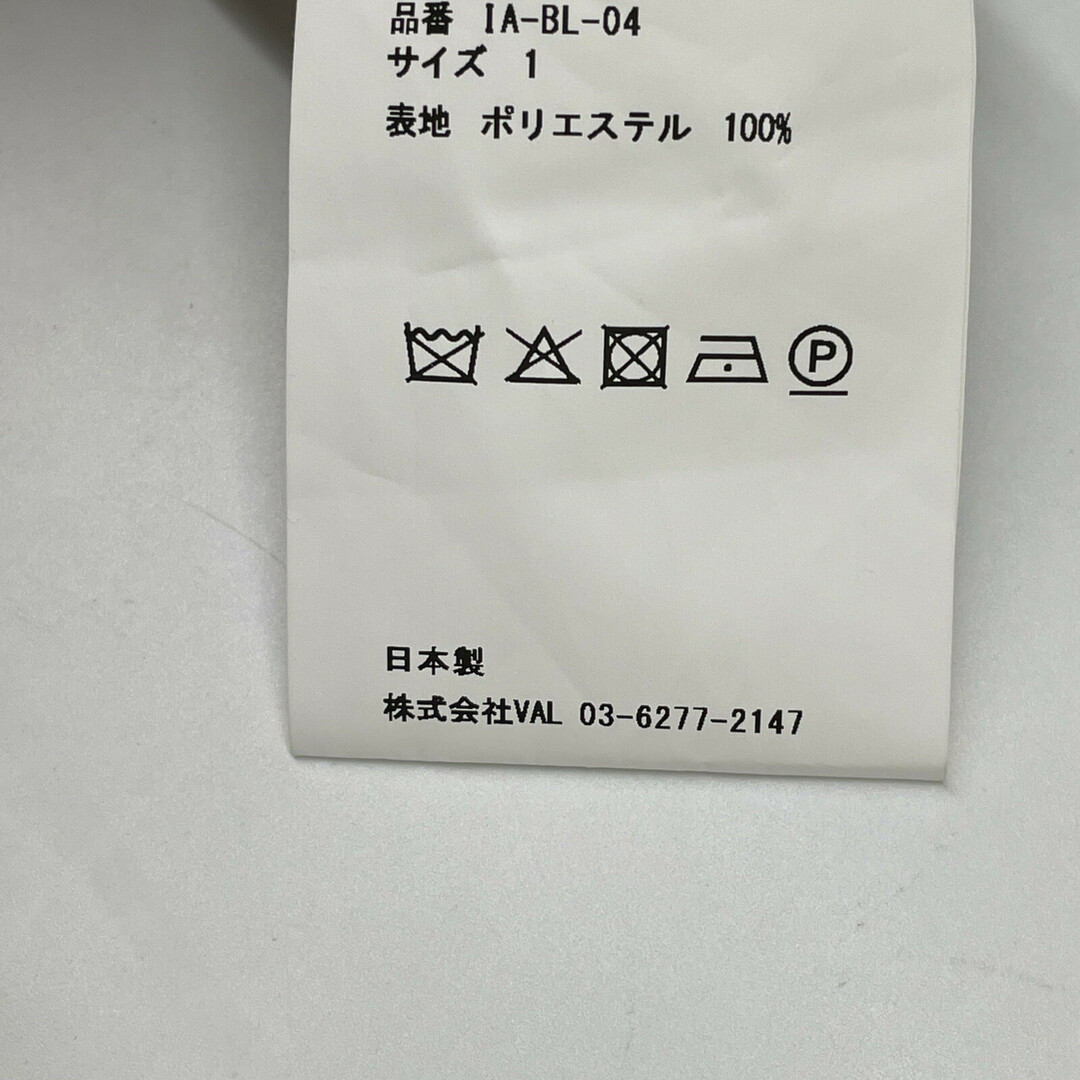 品番 IA-BL-04
サイズ 1
表地 ポリエステル 100%
P
日本製
株式会社VAL 03-6277-2147